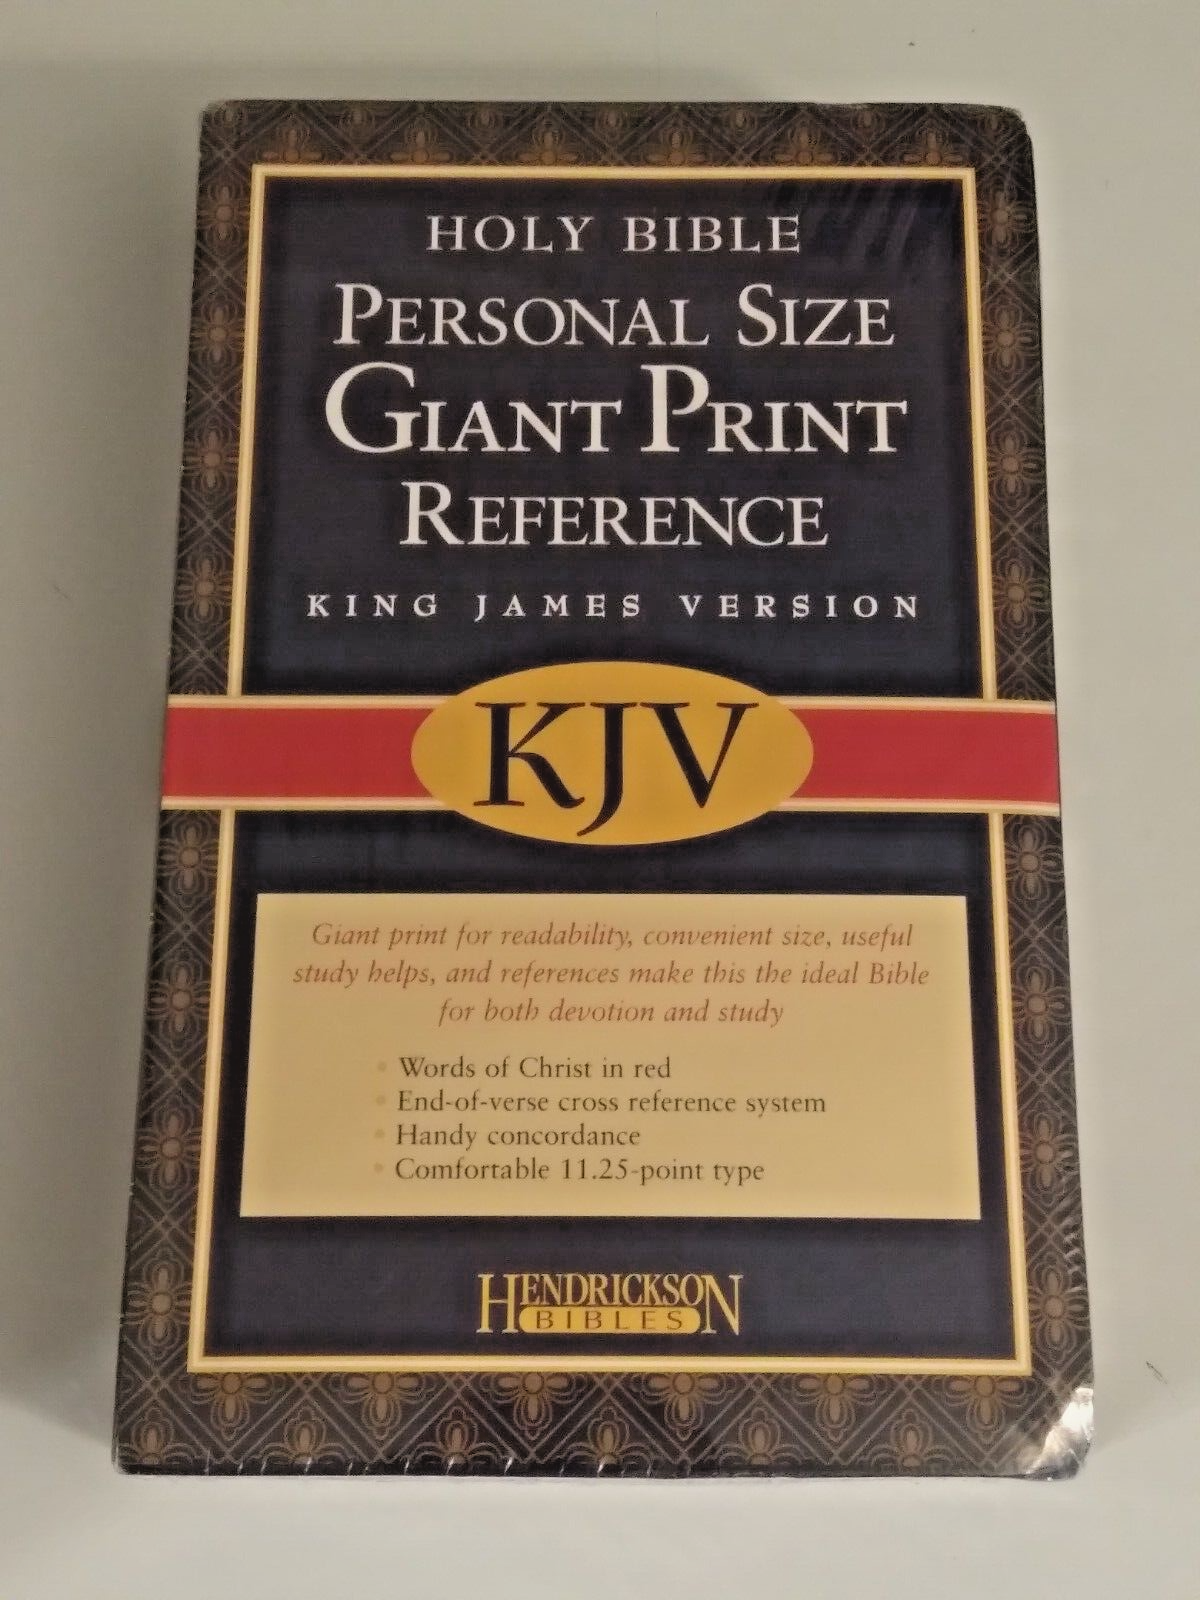 HOLY BIBLE
PERSONAL SIZE
GIANT PRINT
REFERENCE
KING JAMES VERSION
KJV
Giant print for readability, convenient size, useful
study helps, and references make this the ideal Bible
for both devotion and study
• Words of Christ in red
• End-of-verse cross reference system
• Handy concordance
• Comfortable 11.25-point type
HENDRICKSON
BIBLES